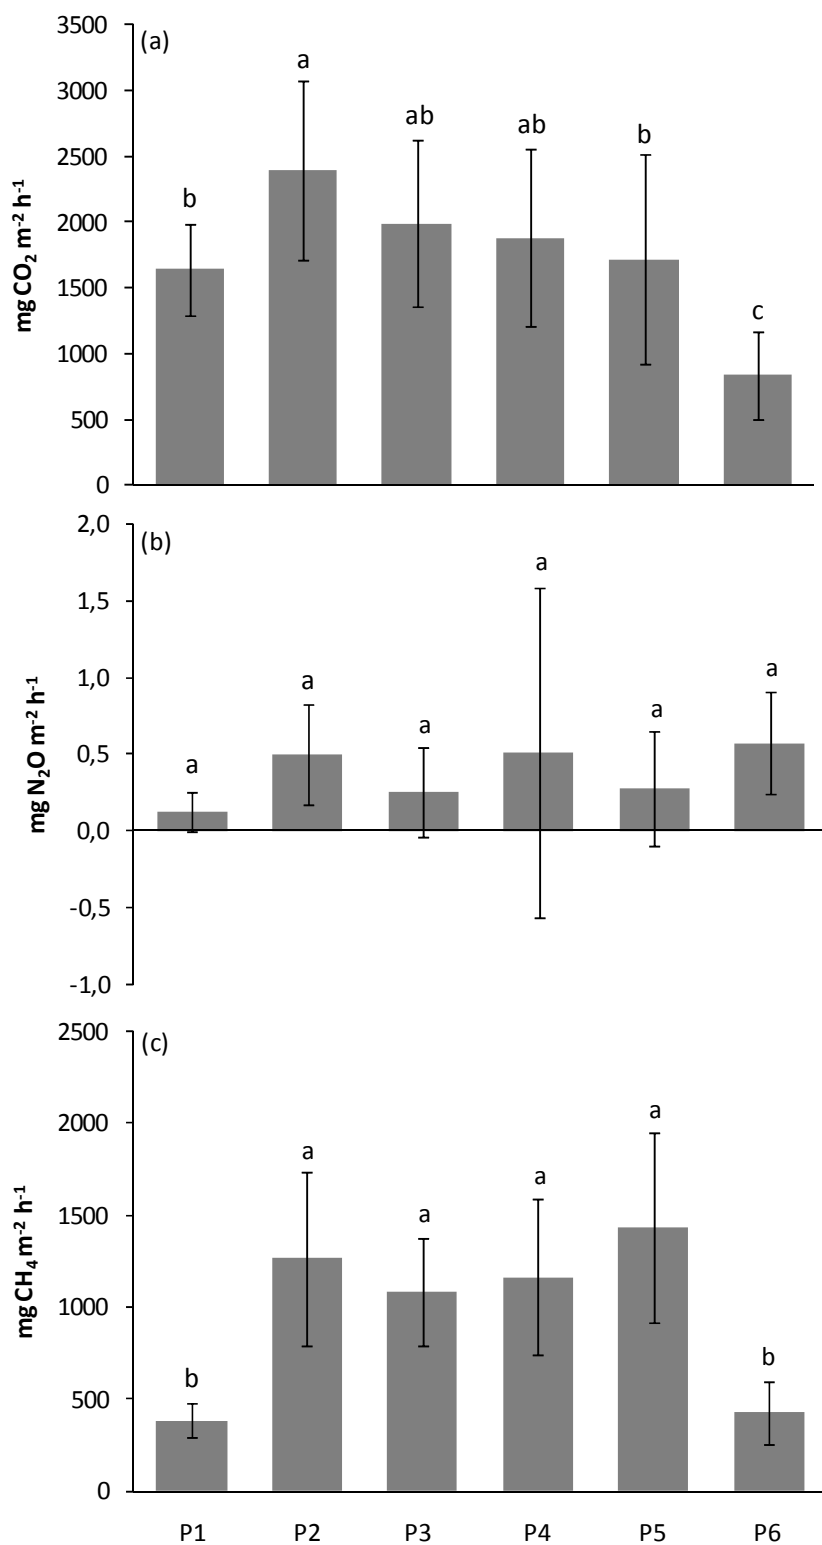 (a)
mg CO₂ m⁻² h⁻¹
3500
3000
2500
2000
1500
1000
500
0
b
a
ab
ab
b
c
(b)
mg N₂O m⁻² h⁻¹
2,0
1,5
1,0
0,5
0,0
-0,5
-1,0
a
a
a
a
a
a
(c)
mg CH₄ m⁻² h⁻¹
2500
2000
1500
1000
500
0
b
a
a
a
a
b
P1 P2 P3 P4 P5 P6